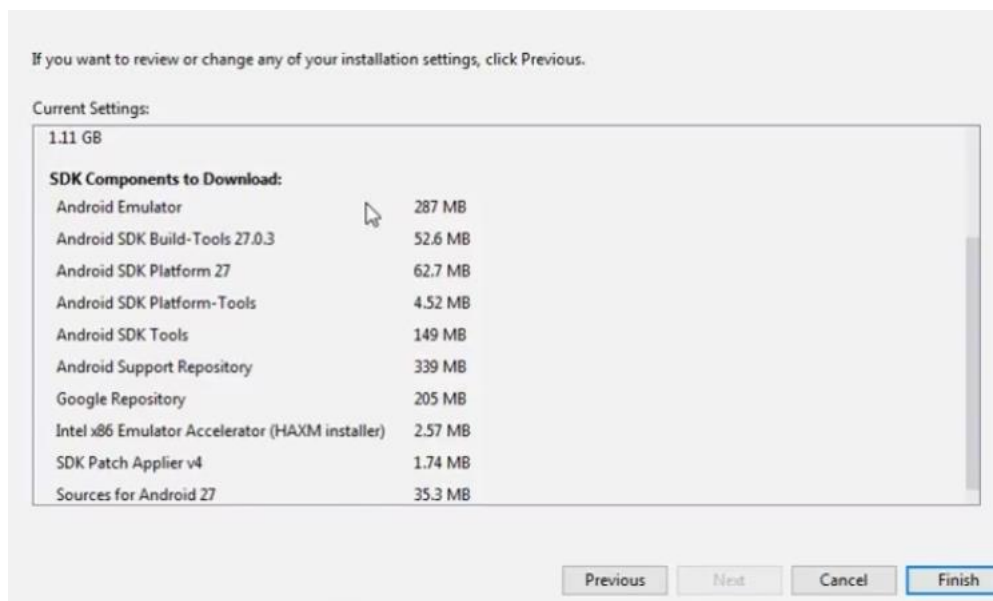 If you want to review or change any of your installation settings, click Previous.
Current Settings:
1.11 GB
SDK Components to Download:
Android Emulator 287 MB
Android SDK Build-Tools 27.0.3 52.6 MB
Android SDK Platform 27 62.7 MB
Android SDK Platform-Tools 4.52 MB
Android SDK Tools 149 MB
Android Support Repository 339 MB
Google Repository 205 MB
Intel x86 Emulator Accelerator (HAXM installer) 2.57 MB
SDK Patch Applier v4 1.74 MB
Sources for Android 27 35.3 MB
Previous Next Cancel Finish